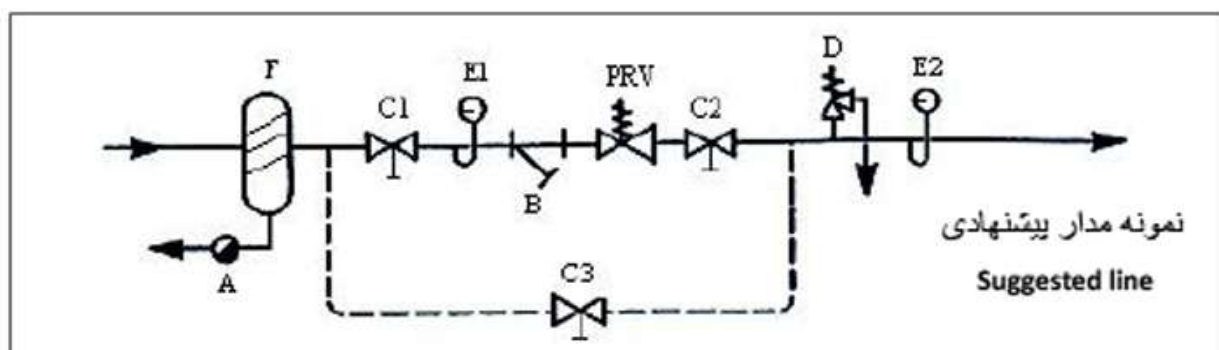 F
E1
C1
PRV
C2
D
E2
B
A
C3
نمونه مدار پیشنهادی
Suggested line